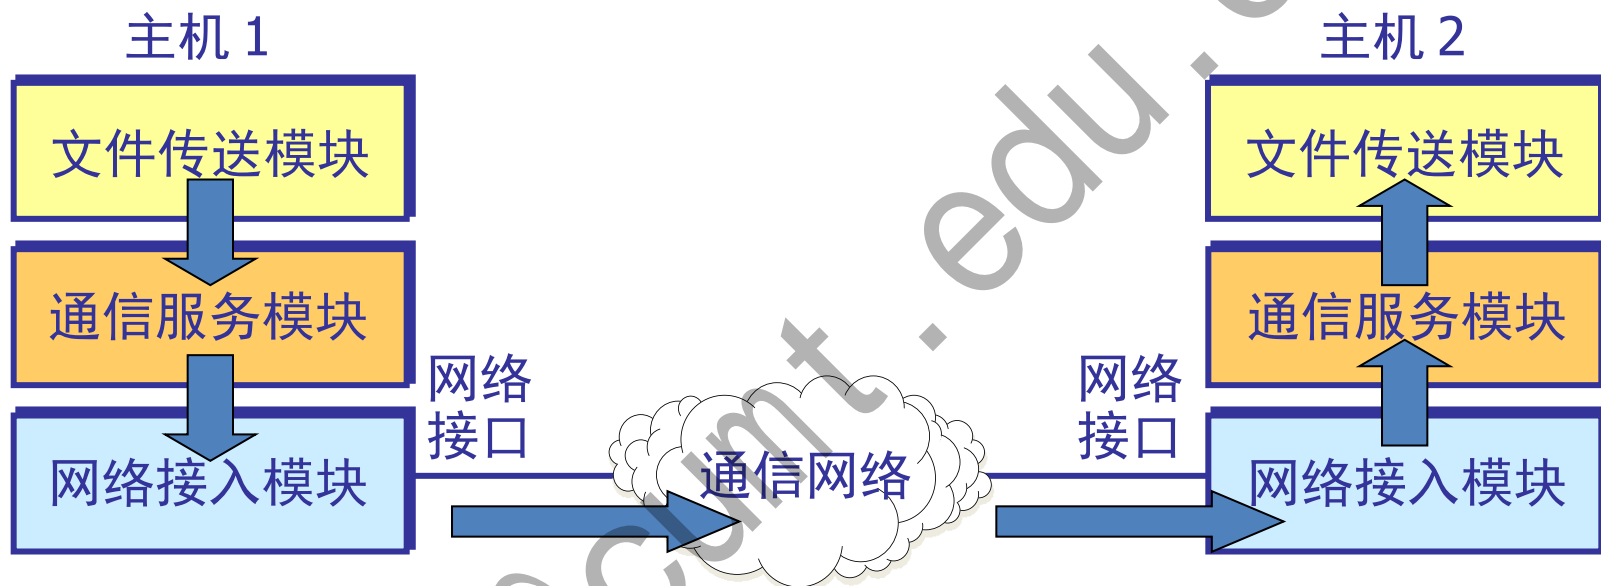 主机 1
主机 2
文件传送模块
文件传送模块
通信服务模块
通信服务模块
网络
接口
网络
接口
网络接入模块
通信网络
网络接入模块
cumt.edu.c